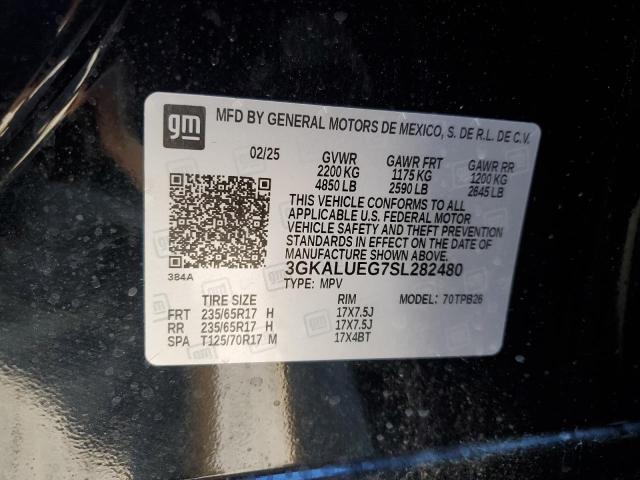 gm
MFD BY GENERAL MOTORS DE MEXICO, S. DE R.L. DE C.V.
02/25 GVWR GAWR FRT GAWR RR
2200 KG 1175 KG 1200 KG
4850 LB 2590 LB 2645 LB
THIS VEHICLE CONFORMS TO ALL
APPLICABLE U.S. FEDERAL MOTOR
VEHICLE SAFETY AND THEFT PREVENTION
STANDARDS IN EFFECT ON THE DATE OF
MANUFACTURE SHOWN ABOVE.
384A
3GKALUEG7SL282480
TYPE: MPV MODEL: 70TPB26
TIRE SIZE RIM
FRT 235/65R17 H 17X7.5J
RR 235/65R17 H 17X7.5J
SPA T125/70R17 M 17X4BT